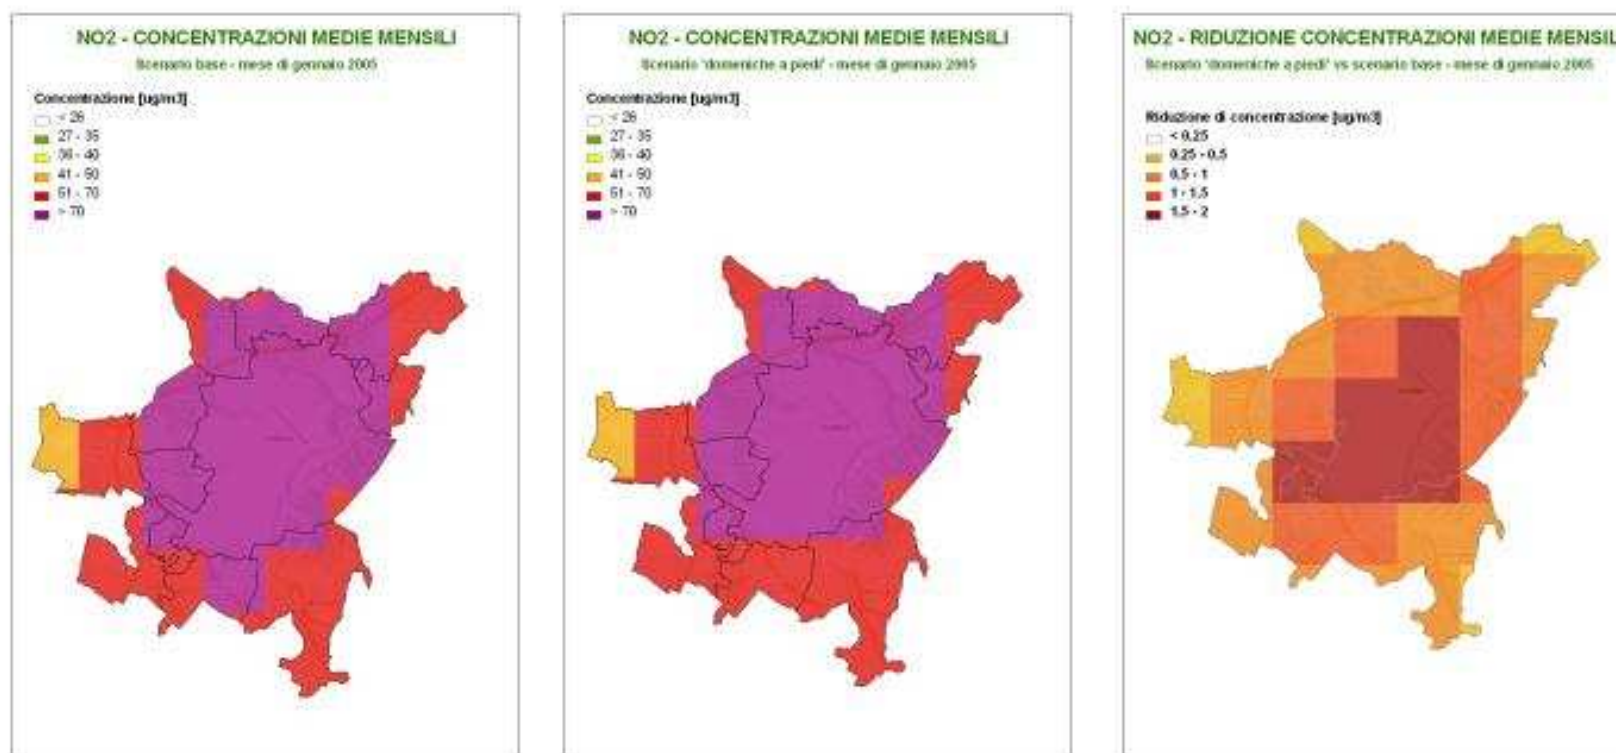 NO2 - CONCENTRAZIONI MEDIE MENSILI
Scenario base - mese di gennaio 2005
Concentrazione [ug/m3]
< 26
27 - 35
36 - 40
41 - 50
51 - 70
> 70
NO2 - CONCENTRAZIONI MEDIE MENSILI
Scenario 'domeniche a piedi' - mese di gennaio 2005
Concentrazione [ug/m3]
< 26
27 - 35
36 - 40
41 - 50
51 - 70
> 70
NO2 - RIDUZIONE CONCENTRAZIONI MEDIE MENSIL
Scenario 'domeniche a piedi' vs scenario base - mese di gennaio 2005
Riduzione di concentrazione [ug/m3]
< 0,25
0,25 - 0,5
0,5 - 1
1 - 1,5
1,5 - 2